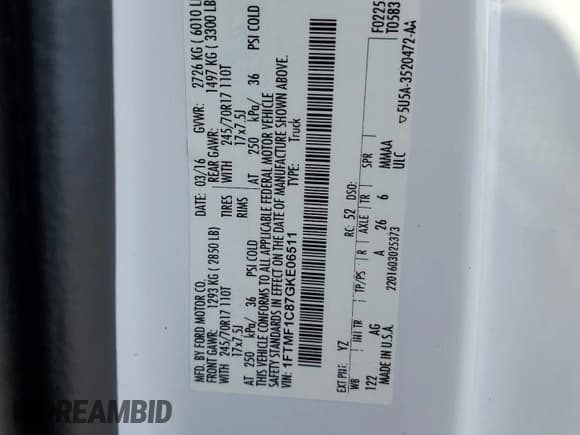 MFD. BY FORD MOTOR CO.
DATE: 03/16 GVWR: 2726 KG ( 6010 LB
FRONT GAWR: 1293 KG ( 2850 LB)
REAR GAWR: 1497 KG ( 3300 LB
WITH 245/70R17 110T TIRES WITH 245/70R17 110T
17x7.5J RIMS 17x7.5J
AT 250 kPa/ 36 PSI COLD AT 250 kPa/ 36 PSI COLD
THIS VEHICLE CONFORMS TO ALL APPLICABLE FEDERAL MOTOR VEHICLE
SAFETY STANDARDS IN EFFECT ON THE DATE OF MANUFACTURE SHOWN ABOVE.
VIN: 1FTMF1C87GKE06511
TYPE: Truck
F0225
T0583
EXT PNT: YZ RC: 52 DSO:
WB INT TR TP/PS R AXLE TR SPR
122 AG A 26 6 MMAA
MADE IN U.S.A. ULC
2201603025373
5U5A-3520472-AA
DREAMBID